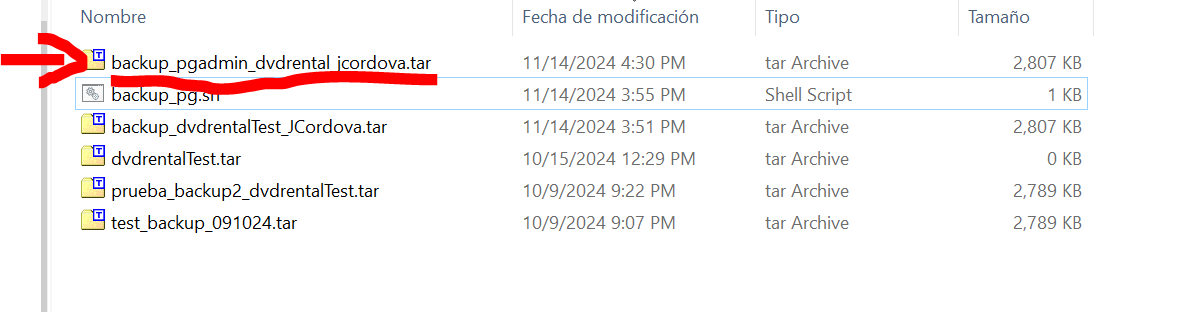 Nombre Fecha de modificación Tipo Tamaño
backup_pgadmin_dvdrental_jcordova.tar 11/14/2024 4:30 PM tar Archive 2,807 KB
backup_pg.sh 11/14/2024 3:55 PM Shell Script 1 KB
backup_dvdrentalTest_JCordova.tar 11/14/2024 3:51 PM tar Archive 2,807 KB
dvdrentalTest.tar 10/15/2024 12:29 PM tar Archive 0 KB
prueba_backup2_dvdrentalTest.tar 10/9/2024 9:22 PM tar Archive 2,789 KB
test_backup_091024.tar 10/9/2024 9:07 PM tar Archive 2,789 KB